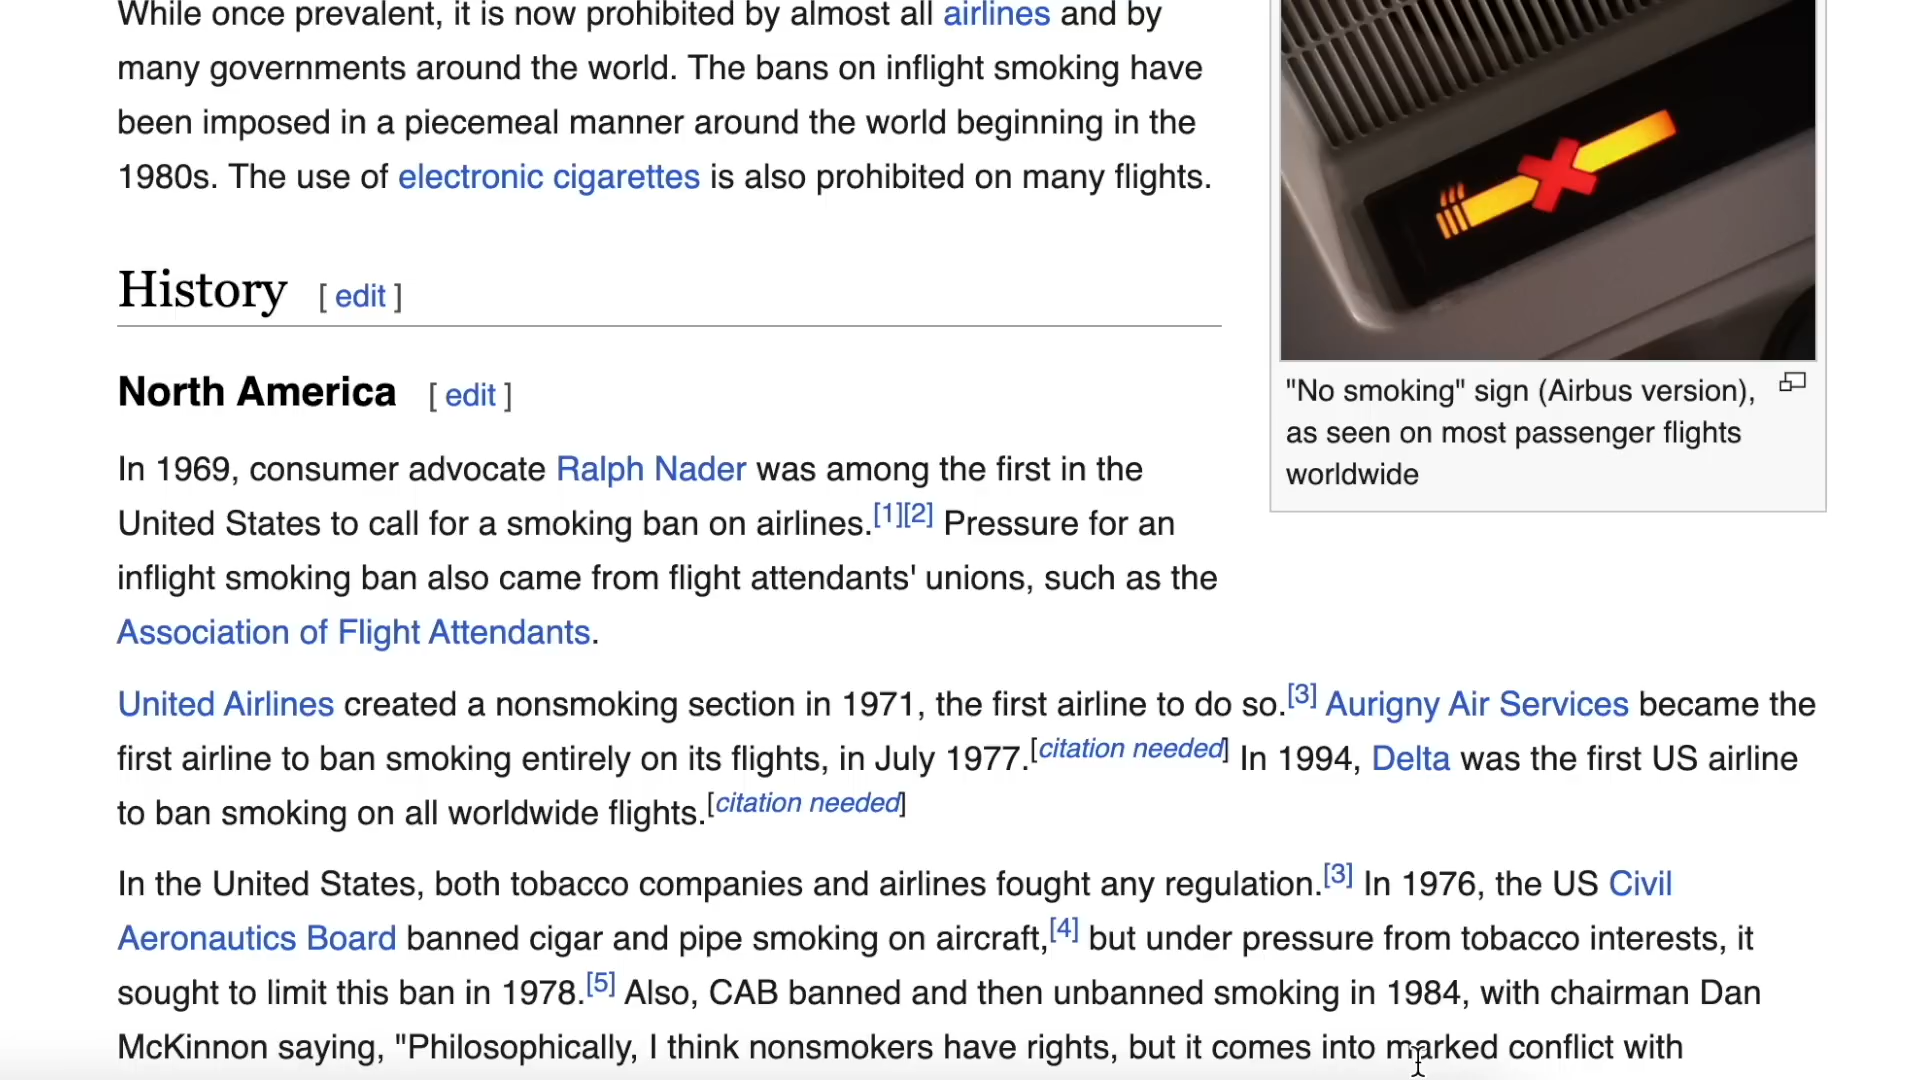 While once prevalent, it is now prohibited by almost all airlines and by
many governments around the world. The bans on inflight smoking have
been imposed in a piecemeal manner around the world beginning in the
1980s. The use of electronic cigarettes is also prohibited on many flights.
"No smoking" sign (Airbus version),
as seen on most passenger flights
worldwide
History [ edit ]
North America [ edit ]
In 1969, consumer advocate Ralph Nader was among the first in the
United States to call for a smoking ban on airlines.[1][2] Pressure for an
inflight smoking ban also came from flight attendants' unions, such as the
Association of Flight Attendants.
United Airlines created a nonsmoking section in 1971, the first airline to do so.[3] Aurigny Air Services became the
first airline to ban smoking entirely on its flights, in July 1977.[citation needed] In 1994, Delta was the first US airline
to ban smoking on all worldwide flights.[citation needed]
In the United States, both tobacco companies and airlines fought any regulation.[3] In 1976, the US Civil
Aeronautics Board banned cigar and pipe smoking on aircraft,[4] but under pressure from tobacco interests, it
sought to limit this ban in 1978.[5] Also, CAB banned and then unbanned smoking in 1984, with chairman Dan
McKinnon saying, "Philosophically, I think nonsmokers have rights, but it comes into marked conflict with